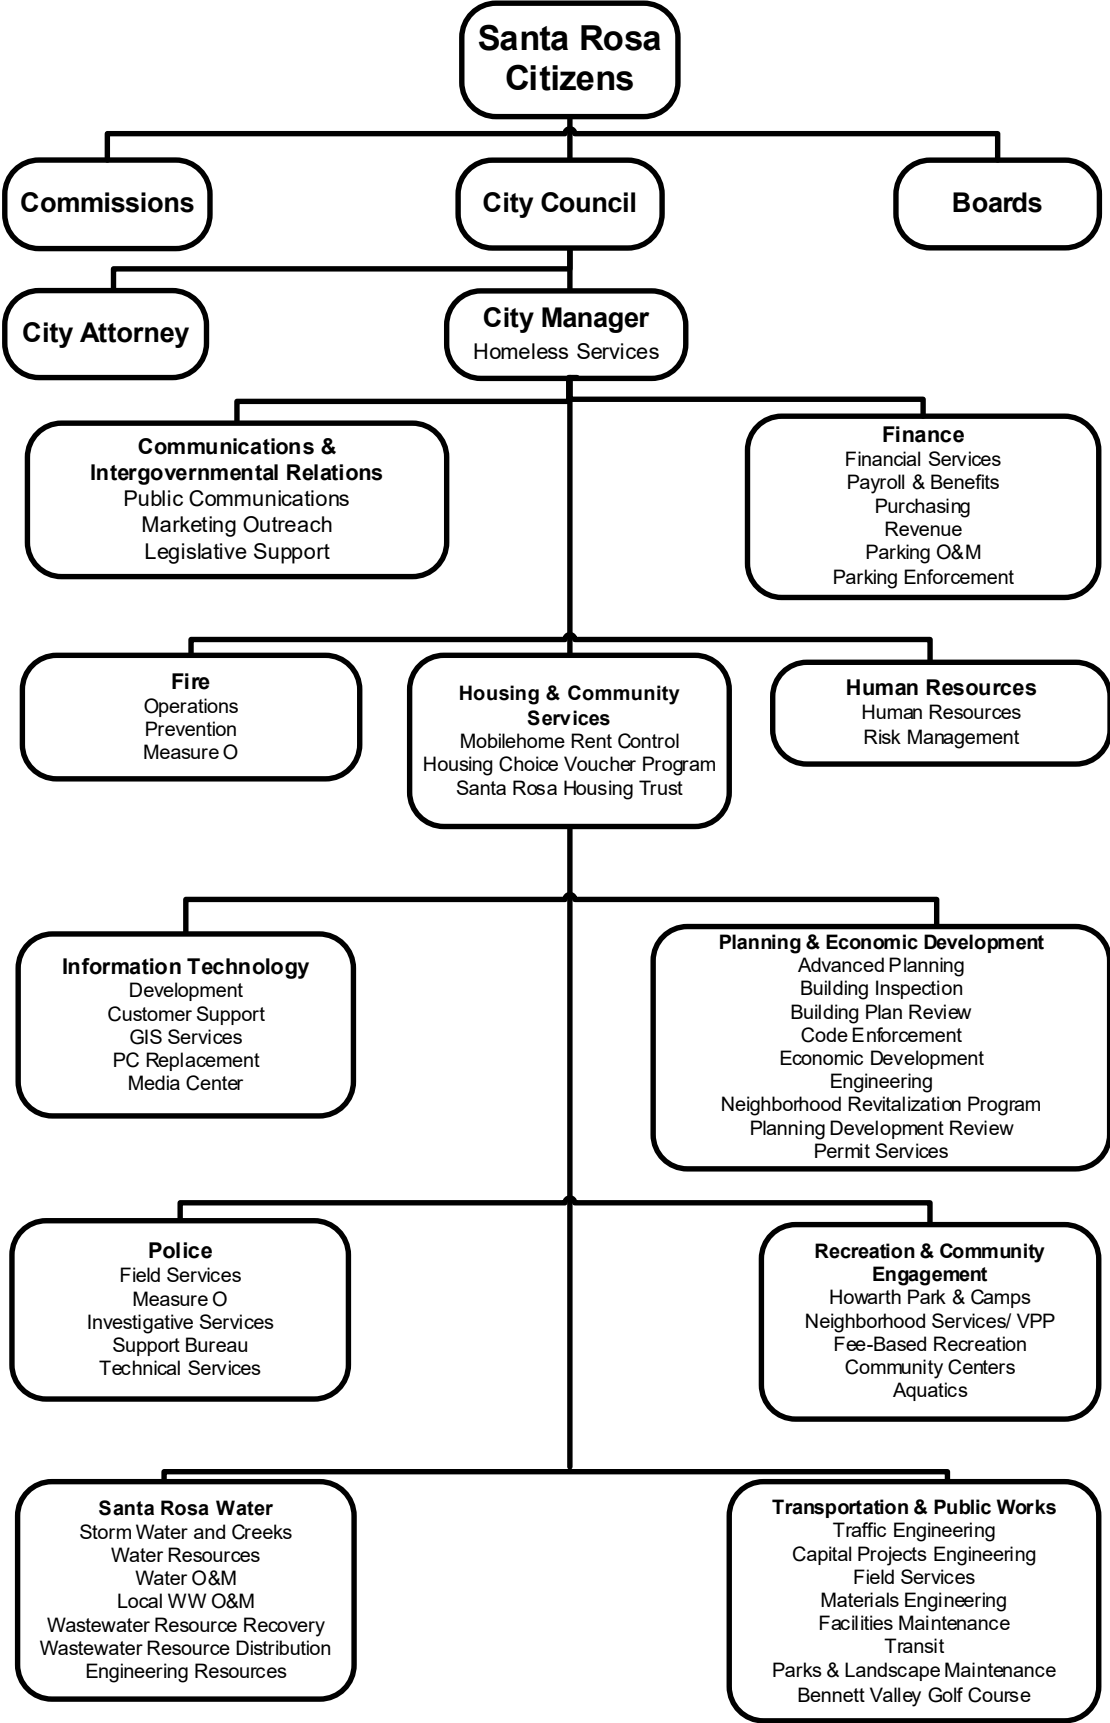 Santa Rosa
Citizens
Commissions
City Council
Boards
City Attorney
City Manager
Homeless Services
Communications &
Intergovernmental Relations
Public Communications
Marketing Outreach
Legislative Support
Finance
Financial Services
Payroll & Benefits
Purchasing
Revenue
Parking O&M
Parking Enforcement
Fire
Operations
Prevention
Measure O
Housing & Community
Services
Mobilehome Rent Control
Housing Choice Voucher Program
Santa Rosa Housing Trust
Human Resources
Human Resources
Risk Management
Information Technology
Development
Customer Support
GIS Services
PC Replacement
Media Center
Planning & Economic Development
Advanced Planning
Building Inspection
Building Plan Review
Code Enforcement
Economic Development
Engineering
Neighborhood Revitalization Program
Planning Development Review
Permit Services
Police
Field Services
Measure O
Investigative Services
Support Bureau
Technical Services
Recreation & Community
Engagement
Howarth Park & Camps
Neighborhood Services/ VPP
Fee-Based Recreation
Community Centers
Aquatics
Santa Rosa Water
Storm Water and Creeks
Water Resources
Water O&M
Local WW O&M
Wastewater Resource Recovery
Wastewater Resource Distribution
Engineering Resources
Transportation & Public Works
Traffic Engineering
Capital Projects Engineering
Field Services
Materials Engineering
Facilities Maintenance
Transit
Parks & Landscape Maintenance
Bennett Valley Golf Course